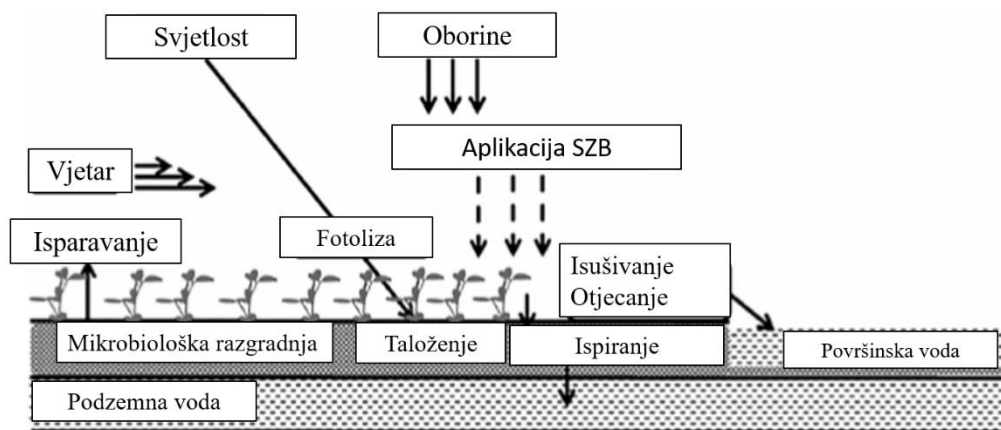 Svjetlost
Oborine
Aplikacija SZB
Vjetar
Isparavanje
Fotoliza
Isušivanje
Otjecanje
Mikrobiološka razgradnja
Taloženje
Ispiranje
Površinska voda
Podzemna voda